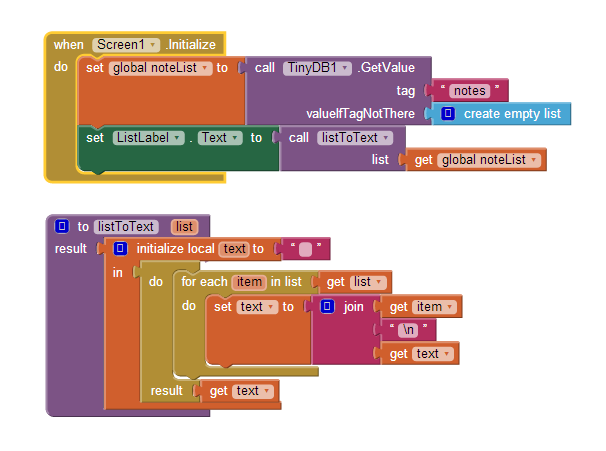 when Screen1 .Initialize
do set global noteList to call TinyDB1 .GetValue
tag " notes "
valueIfTagNotThere create empty list
set ListLabel . Text to call listToText
list get global noteList
to listToText list
result initialize local text to " "
in do for each item in list get list
do set text to join get item
" \n "
get text
result get text